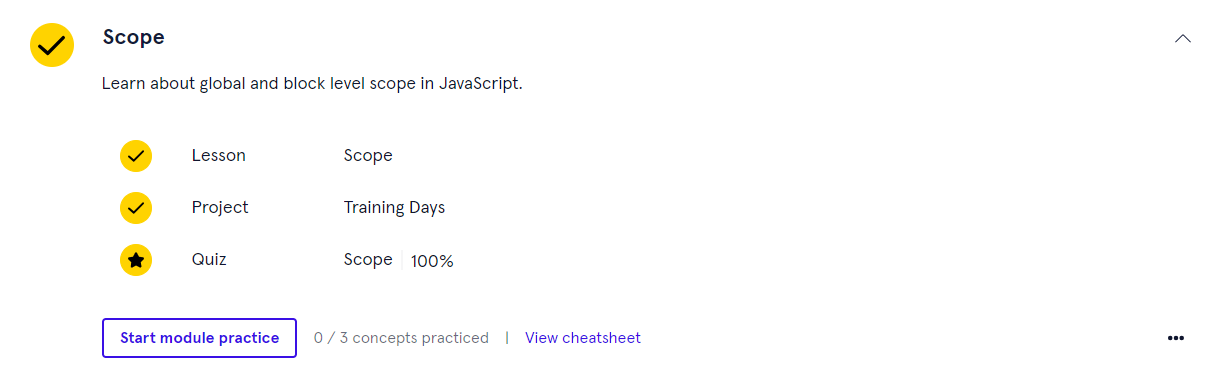 Scope
Learn about global and block level scope in JavaScript.
Lesson Scope
Project Training Days
Quiz Scope 100%
Start module practice 0 / 3 concepts practiced | View cheatsheet